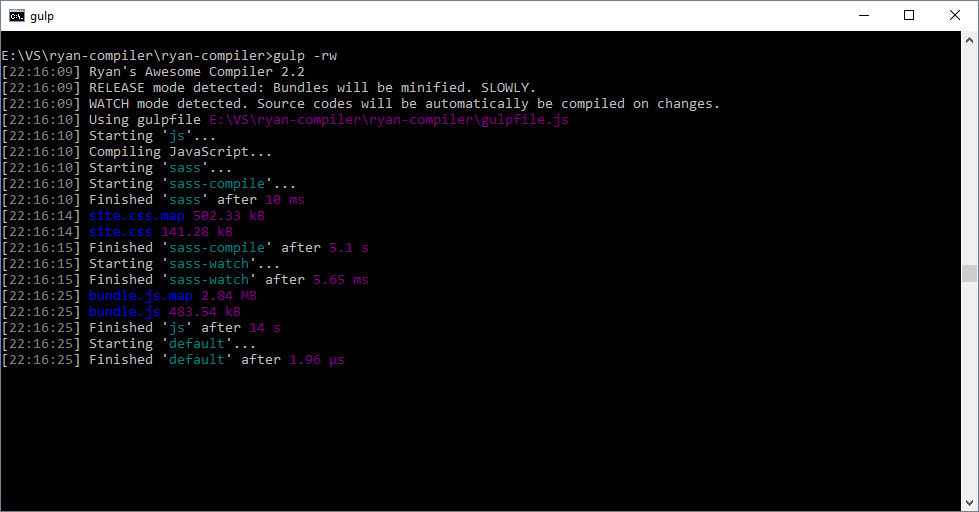 gulp
E:\VS\ryan-compiler\ryan-compiler>gulp -rw
[22:16:09] Ryan's Awesome Compiler 2.2
[22:16:09] RELEASE mode detected: Bundles will be minified. SLOWLY.
[22:16:09] WATCH mode detected. Source codes will be automatically be compiled on changes.
[22:16:10] Using gulpfile E:\VS\ryan-compiler\ryan-compiler\gulpfile.js
[22:16:10] Starting 'js'...
[22:16:10] Compiling JavaScript...
[22:16:10] Starting 'sass'...
[22:16:10] Starting 'sass-compile'...
[22:16:10] Finished 'sass' after 10 ms
[22:16:14] site.css.map 502.33 kB
[22:16:14] site.css 141.28 kB
[22:16:15] Finished 'sass-compile' after 5.1 s
[22:16:15] Starting 'sass-watch'...
[22:16:15] Finished 'sass-watch' after 5.65 ms
[22:16:25] bundle.js.map 2.84 MB
[22:16:25] bundle.js 483.54 kB
[22:16:25] Finished 'js' after 14 s
[22:16:25] Starting 'default'...
[22:16:25] Finished 'default' after 1.96 µs